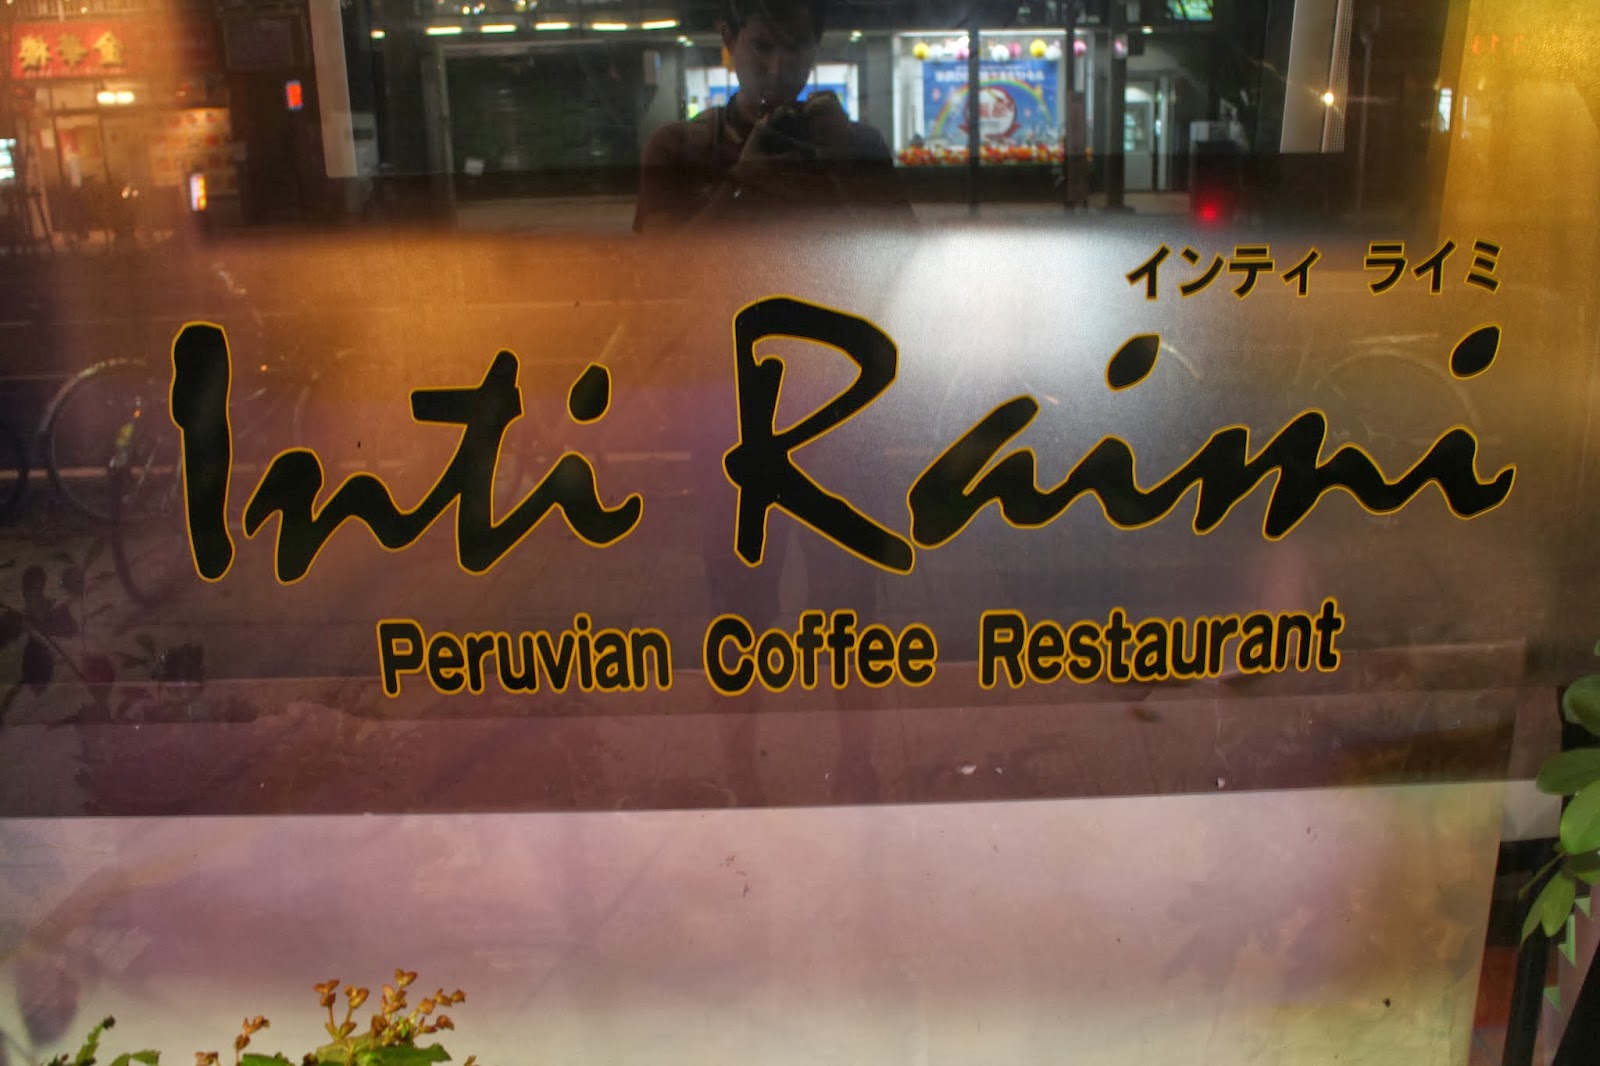 インティ ライミ
Inti Raimi
Peruvian Coffee Restaurant